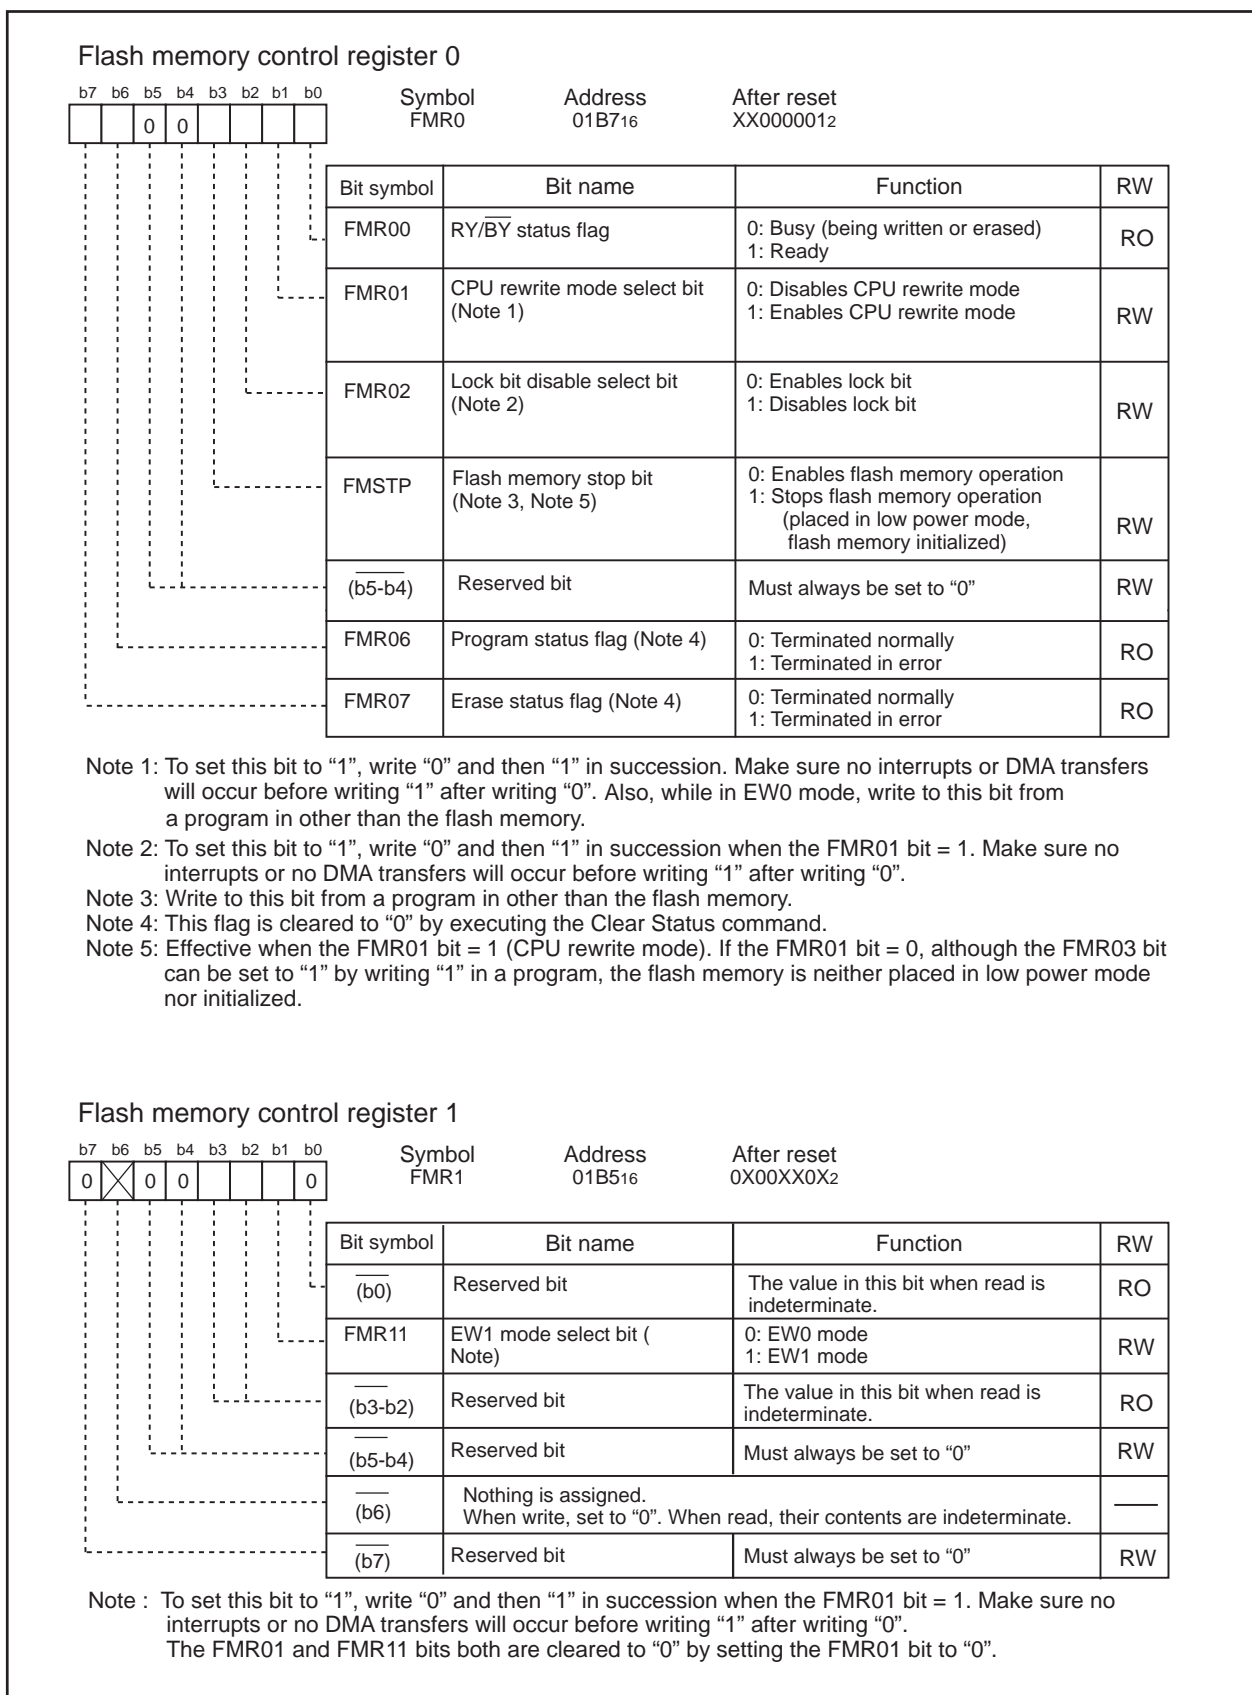 Flash memory control register 0
b7 b6 b5 b4 b3 b2 b1 b0
Symbol Address After reset
0 0 FMR0 01B716 XX0000012
Bit symbol Bit name Function RW
FMR00 RY/BY status flag 0: Busy (being written or erased)
1: Ready RO
FMR01 CPU rewrite mode select bit 0: Disables CPU rewrite mode
(Note 1) 1: Enables CPU rewrite mode RW
FMR02 Lock bit disable select bit 0: Enables lock bit
(Note 2) 1: Disables lock bit RW
FMSTP Flash memory stop bit 0: Enables flash memory operation
(Note 3, Note 5) 1: Stops flash memory operation
(placed in low power mode, RW
flash memory initialized)
(b5-b4) Reserved bit Must always be set to “0” RW
FMR06 Program status flag (Note 4) 0: Terminated normally
1: Terminated in error RO
FMR07 Erase status flag (Note 4) 0: Terminated normally
1: Terminated in error RO
Note 1: To set this bit to “1”, write “0” and then “1” in succession. Make sure no interrupts or DMA transfers
will occur before writing “1” after writing “0”. Also, while in EW0 mode, write to this bit from
a program in other than the flash memory.
Note 2: To set this bit to “1”, write “0” and then “1” in succession when the FMR01 bit = 1. Make sure no
interrupts or no DMA transfers will occur before writing “1” after writing “0”.
Note 3: Write to this bit from a program in other than the flash memory.
Note 4: This flag is cleared to “0” by executing the Clear Status command.
Note 5: Effective when the FMR01 bit = 1 (CPU rewrite mode). If the FMR01 bit = 0, although the FMR03 bit
can be set to “1” by writing “1” in a program, the flash memory is neither placed in low power mode
nor initialized.
Flash memory control register 1
b7 b6 b5 b4 b3 b2 b1 b0
Symbol Address After reset
0 0 0 0 FMR1 01B516 0X00XX0X2
Bit symbol Bit name Function RW
(b0) Reserved bit The value in this bit when read is
indeterminate. RO
FMR11 EW1 mode select bit ( 0: EW0 mode
Note) 1: EW1 mode RW
(b3-b2) Reserved bit The value in this bit when read is
indeterminate. RO
(b5-b4) Reserved bit Must always be set to “0” RW
(b6) Nothing is assigned.
When write, set to “0”. When read, their contents are indeterminate.
(b7) Reserved bit Must always be set to “0” RW
Note : To set this bit to “1”, write “0” and then “1” in succession when the FMR01 bit = 1. Make sure no
interrupts or no DMA transfers will occur before writing “1” after writing “0”.
The FMR01 and FMR11 bits both are cleared to “0” by setting the FMR01 bit to “0”.